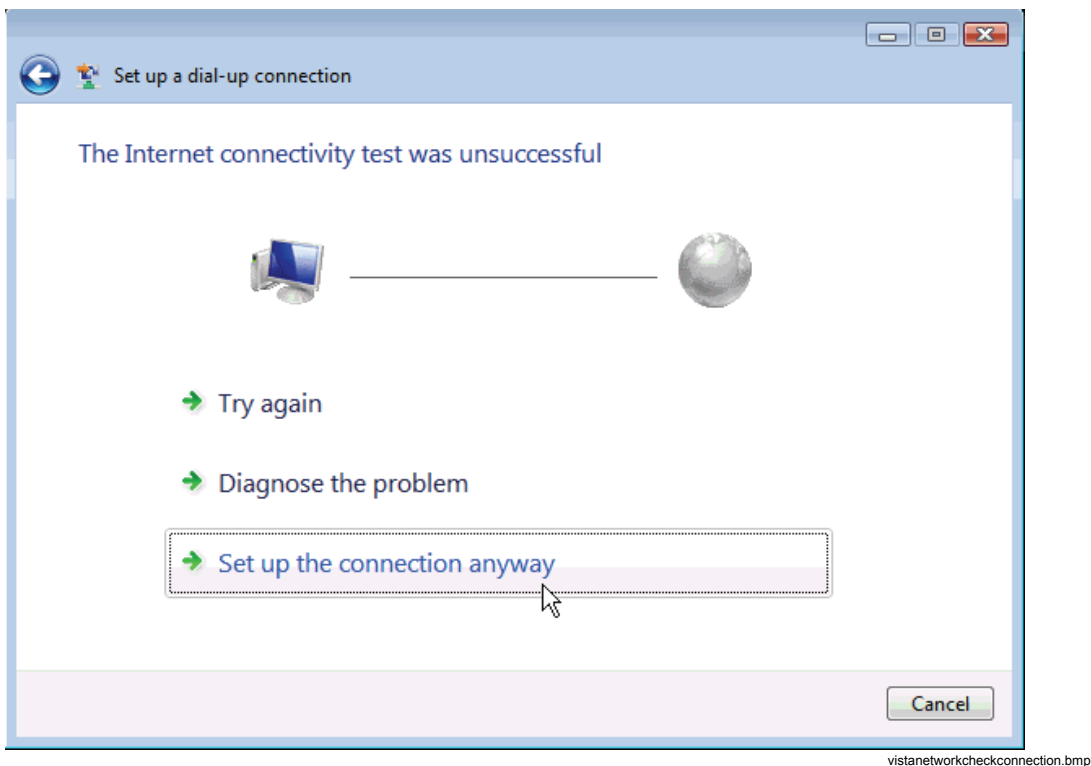 Set up a dial-up connection
The Internet connectivity test was unsuccessful
Try again
Diagnose the problem
Set up the connection anyway
Cancel
vistanetworkcheckconnection.bmp